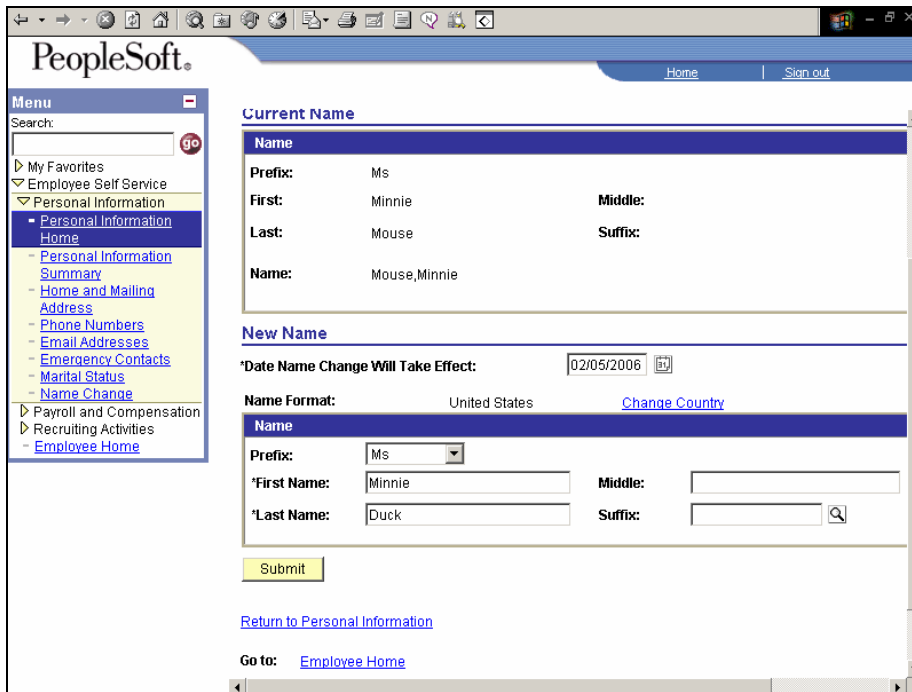 PeopleSoft®
Home | Sign out
Menu
Search:
go
My Favorites
Employee Self Service
Personal Information
- Personal Information
Home
- Personal Information
Summary
- Home and Mailing
Address
- Phone Numbers
- Email Addresses
- Emergency Contacts
- Marital Status
- Name Change
Payroll and Compensation
Recruiting Activities
- Employee Home
Current Name
Name
Prefix: Ms
First: Minnie Middle:
Last: Mouse Suffix:
Name: Mouse,Minnie
New Name
*Date Name Change Will Take Effect: 02/05/2006
Name Format: United States Change Country
Name
Prefix: Ms
*First Name: Minnie Middle:
*Last Name: Duck Suffix:
Submit
Return to Personal Information
Go to: Employee Home